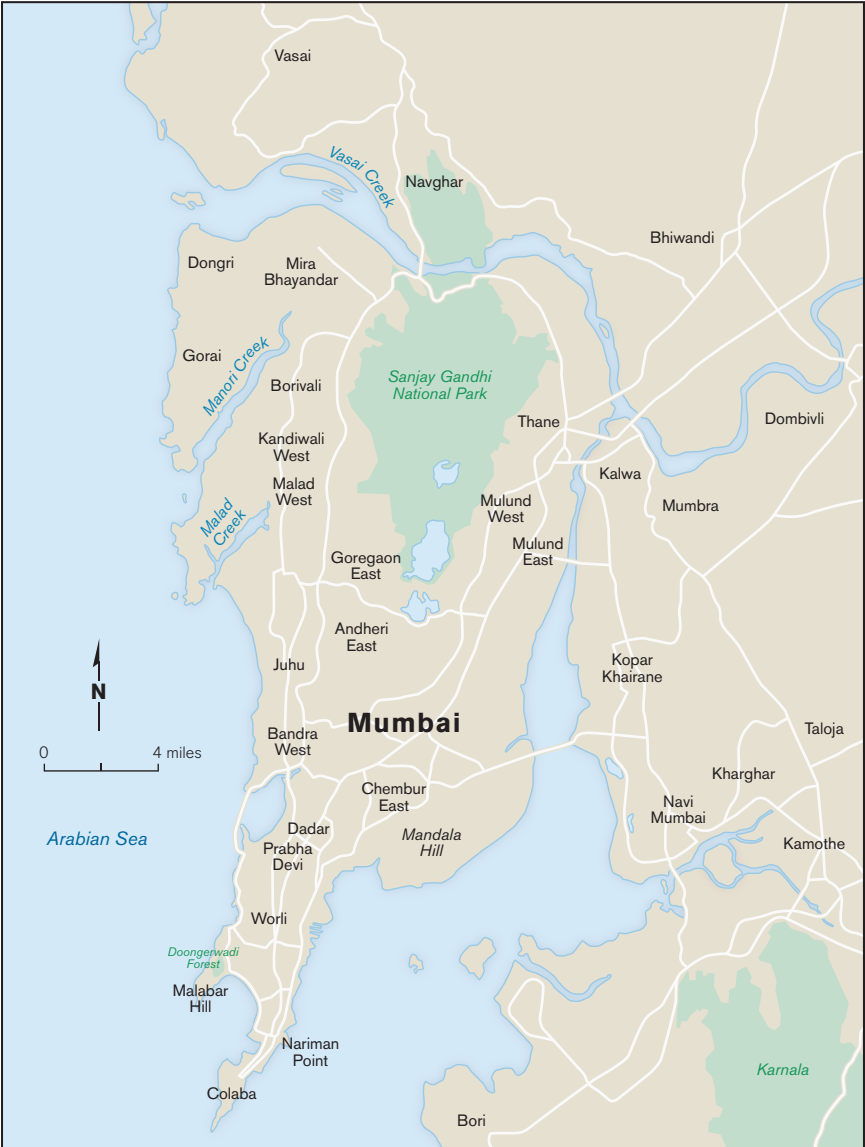 Vasai
Vasai Creek
Navghar
Bhiwandi
Dongri
Mira
Bhayandar
Gorai
Manori Creek
Sanjay Gandhi
National Park
Borivali
Thane
Dombivli
Kandiwali
West
Kalwa
Malad
West
Mulund
West
Mumbra
Malad
Creek
Mulund
East
Goregaon
East
Andheri
East
Juhu
Kopar
Khairane
N
Mumbai
Taloja
Bandra
West
0 4 miles
Kharghar
Chembur
East
Navi
Mumbai
Arabian Sea
Dadar
Mandala
Hill
Kamothe
Prabha
Devi
Worli
Doongerwadi
Forest
Malabar
Hill
Nariman
Point
Karnala
Colaba
Bori